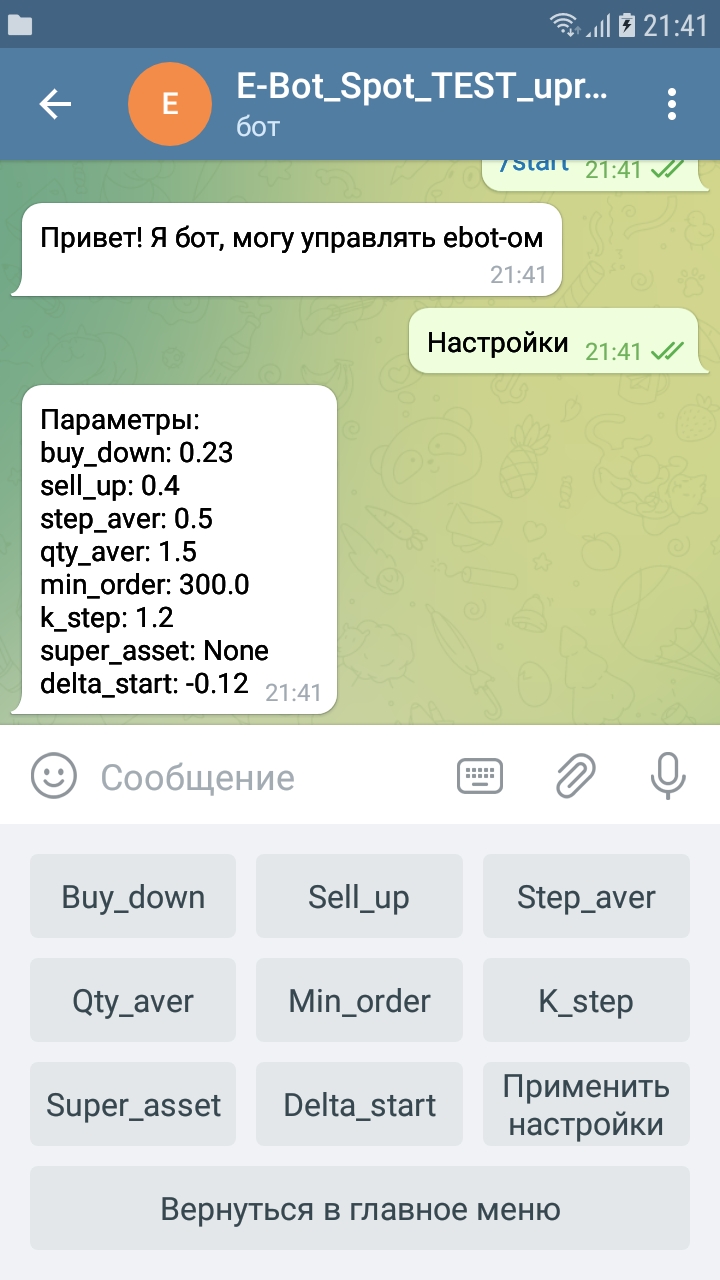 21:41
E
E-Bot_Spot_TEST_upr...
бот
/start 21:41
Привет! Я бот, могу управлять ebot-ом
21:41
Настройки 21:41
Параметры:
buy_down: 0.23
sell_up: 0.4
step_aver: 0.5
qty_aver: 1.5
min_order: 300.0
k_step: 1.2
super_asset: None
delta_start: -0.12 21:41
Сообщение
Buy_down Sell_up Step_aver
Qty_aver Min_order K_step
Super_asset Delta_start Применить
настройки
Вернуться в главное меню